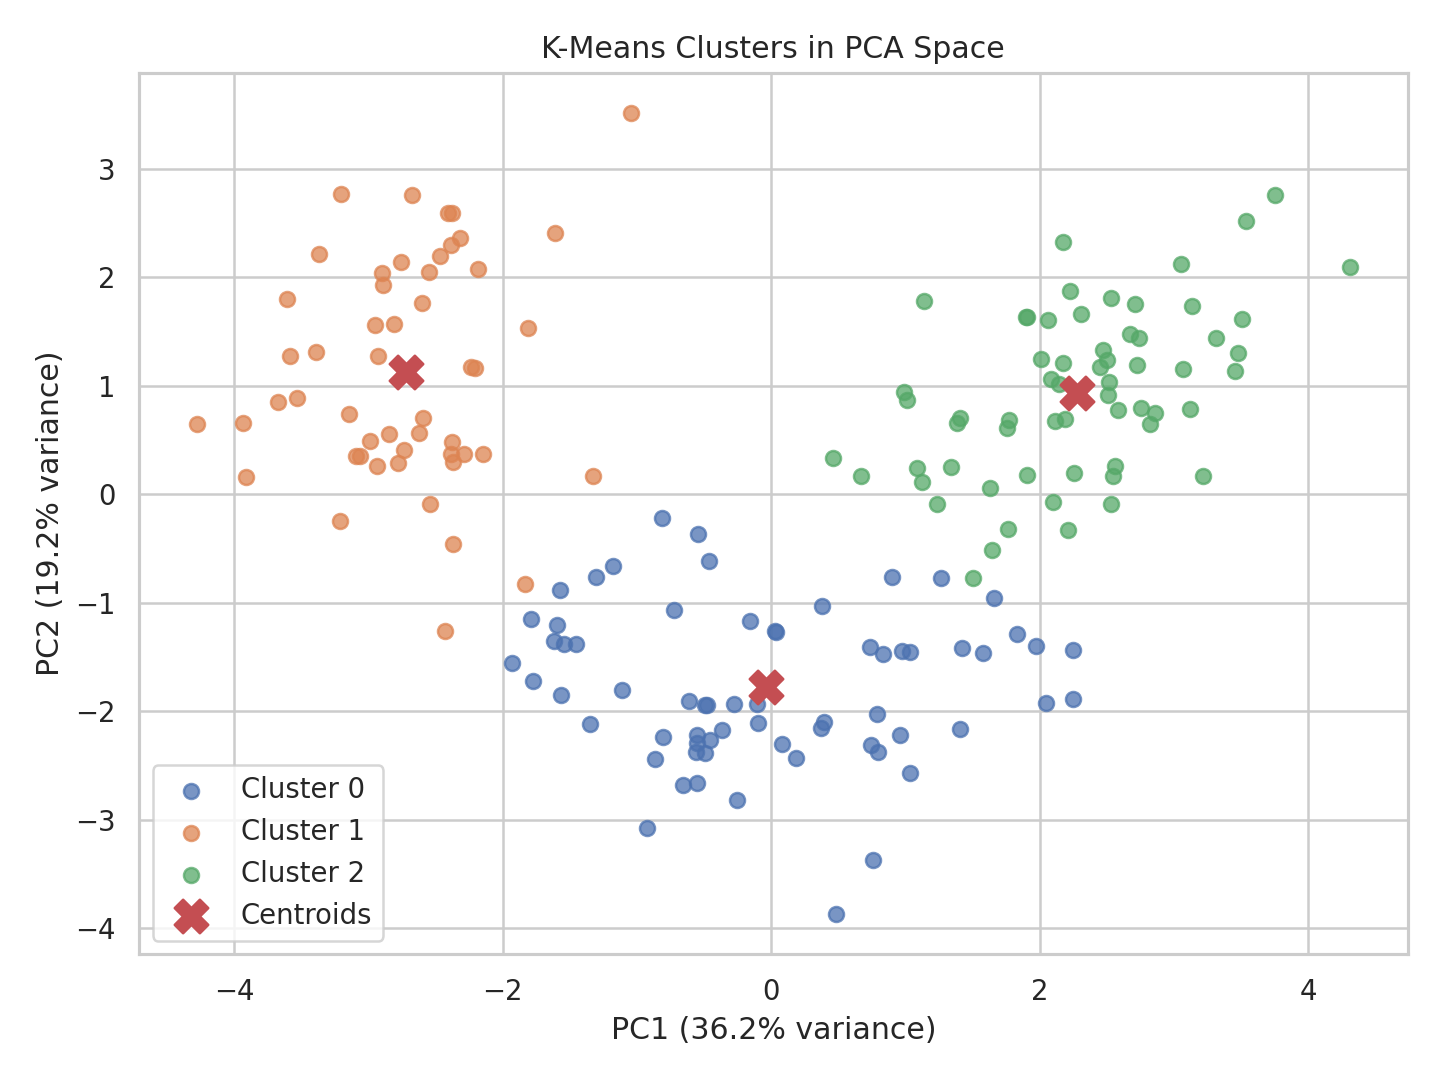 K-Means Clusters in PCA Space
PC2 (19.2% variance)
3
2
1
0
−1
−2
−3
−4
Cluster 0
Cluster 1
Cluster 2
Centroids
−4
−2
0
2
4
PC1 (36.2% variance)